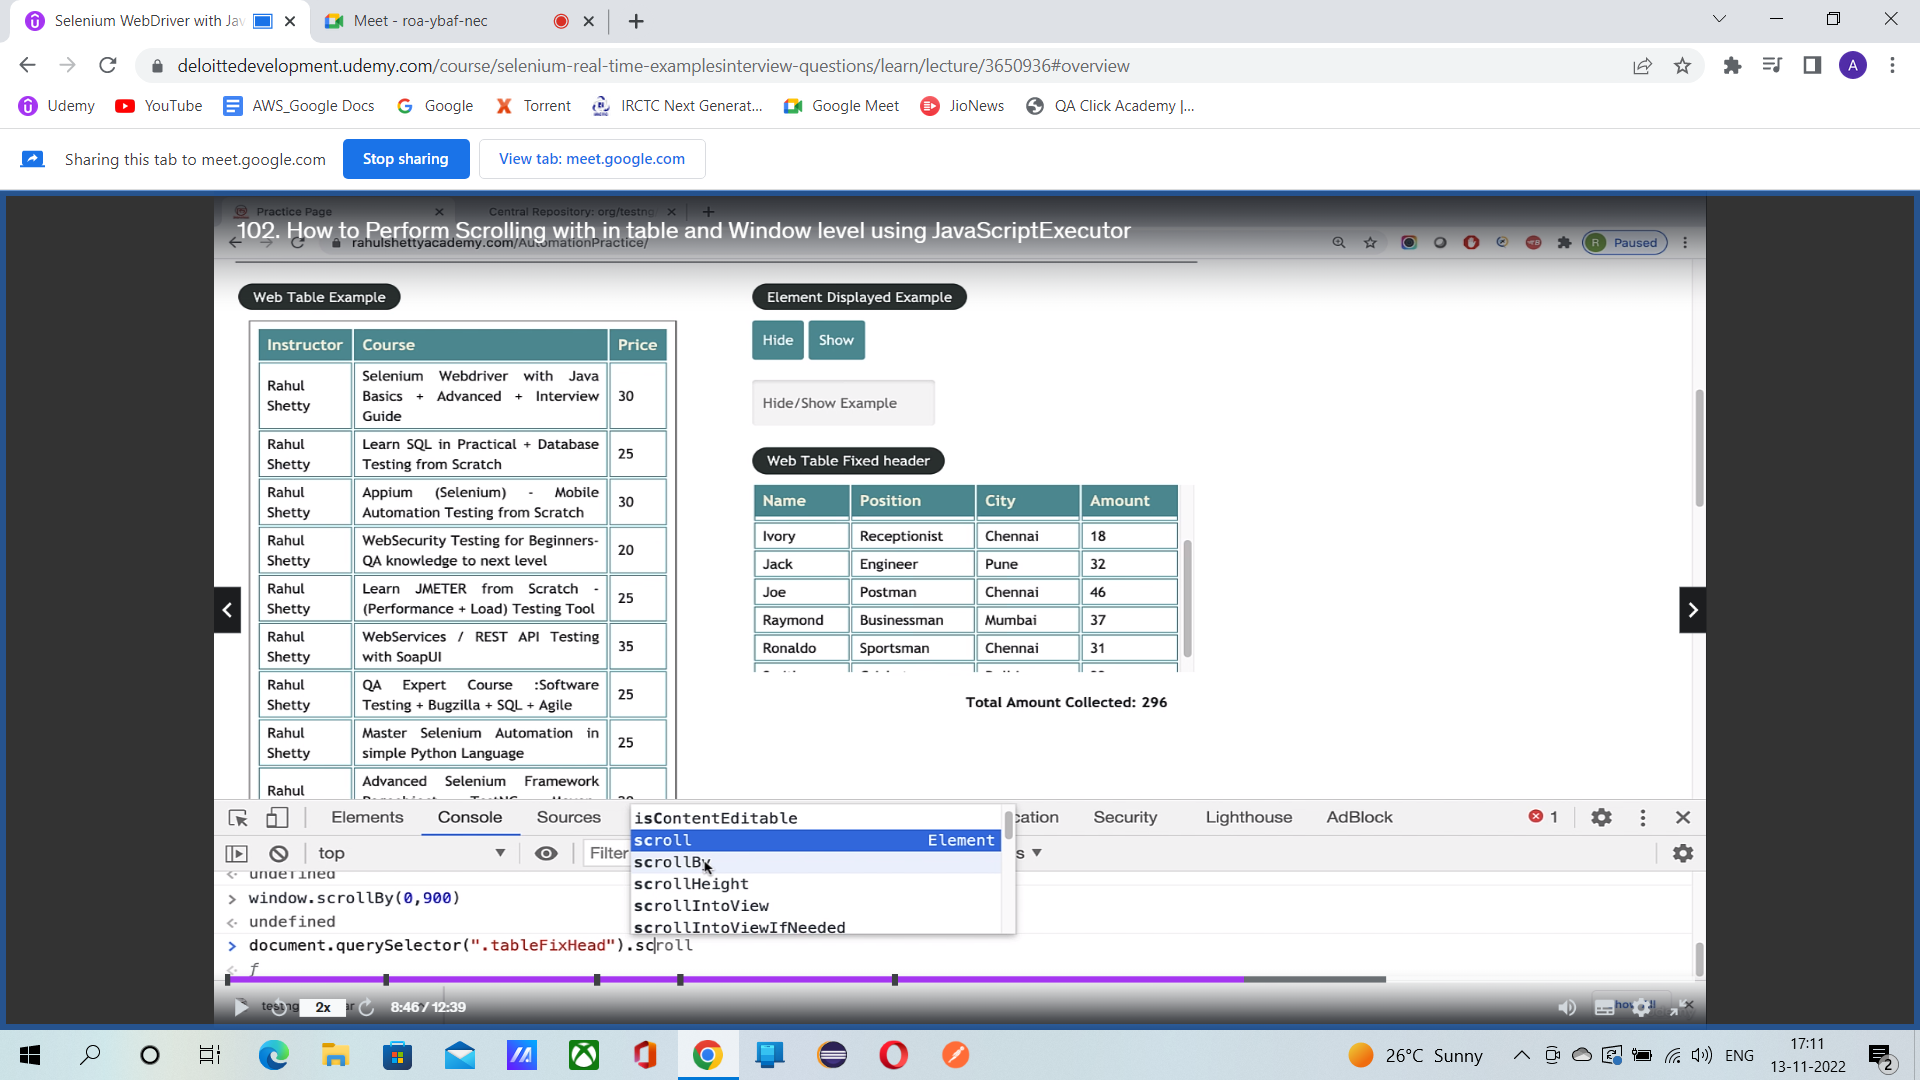 Selenium WebDriver with Jav
Meet - roa-ybaf-nec
deloittedevelopment.udemy.com/course/selenium-real-time-examplesinterview-questions/learn/lecture/3650936#overview
A
Udemy YouTube AWS_Google Docs Google Torrent IRCTC Next Generat... Google Meet JioNews QA Click Academy |...
Sharing this tab to meet.google.com Stop sharing View tab: meet.google.com
Practice Page Central Repository: org/testng
102. How to Perform Scrolling with in table and Window level using JavaScriptExecutor
rahulshettyacademy.com/AutomationPractice/ R Paused
Web Table Example Element Displayed Example
Instructor Course Price
Hide Show
Rahul Shetty Selenium Webdriver with Java Basics + Advanced + Interview Guide 30
Hide/Show Example
Rahul Shetty Learn SQL in Practical + Database Testing from Scratch 25
Web Table Fixed header
Rahul Shetty Appium (Selenium) - Mobile Automation Testing from Scratch 30
Name Position City Amount
Rahul Shetty WebSecurity Testing for Beginners-QA knowledge to next level 20
Ivory Receptionist Chennai 18
Jack Engineer Pune 32
Rahul Shetty Learn JMETER from Scratch - (Performance + Load) Testing Tool 25
Joe Postman Chennai 46
Raymond Businessman Mumbai 37
Rahul Shetty WebServices / REST API Testing with SoapUI 35
Ronaldo Sportsman Chennai 31
Rahul Shetty QA Expert Course :Software Testing + Bugzilla + SQL + Agile 25
Total Amount Collected: 296
Rahul Shetty Master Selenium Automation in simple Python Language 25
Rahul Advanced Selenium Framework
Elements Console Sources cation Security Lighthouse AdBlock 1
isContentEditable
scroll Element
scrollBy
scrollHeight
scrollIntoView
scrollIntoViewIfNeeded
top Filter s
undefined
window.scrollBy(0,900)
undefined
document.querySelector(".tableFixHead").scroll
f
2x 8:46 / 12:39
26°C Sunny ENG 17:11
13-11-2022 2